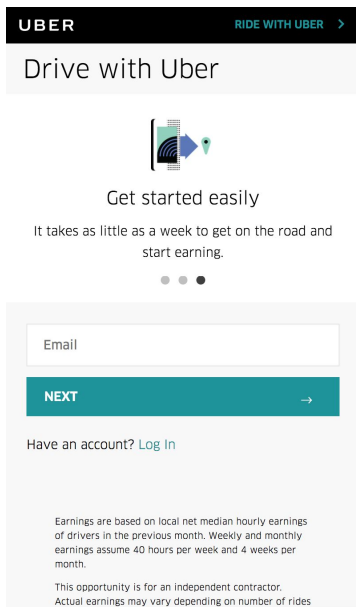 UBER
RIDE WITH UBER >
Drive with Uber
Get started easily
It takes as little as a week to get on the road and
start earning.
Email
NEXT →
Have an account? Log In
Earnings are based on local net median hourly earnings
of drivers in the previous month. Weekly and monthly
earnings assume 40 hours per week and 4 weeks per
month.
This opportunity is for an independent contractor.
Actual earnings may vary depending on number of rides